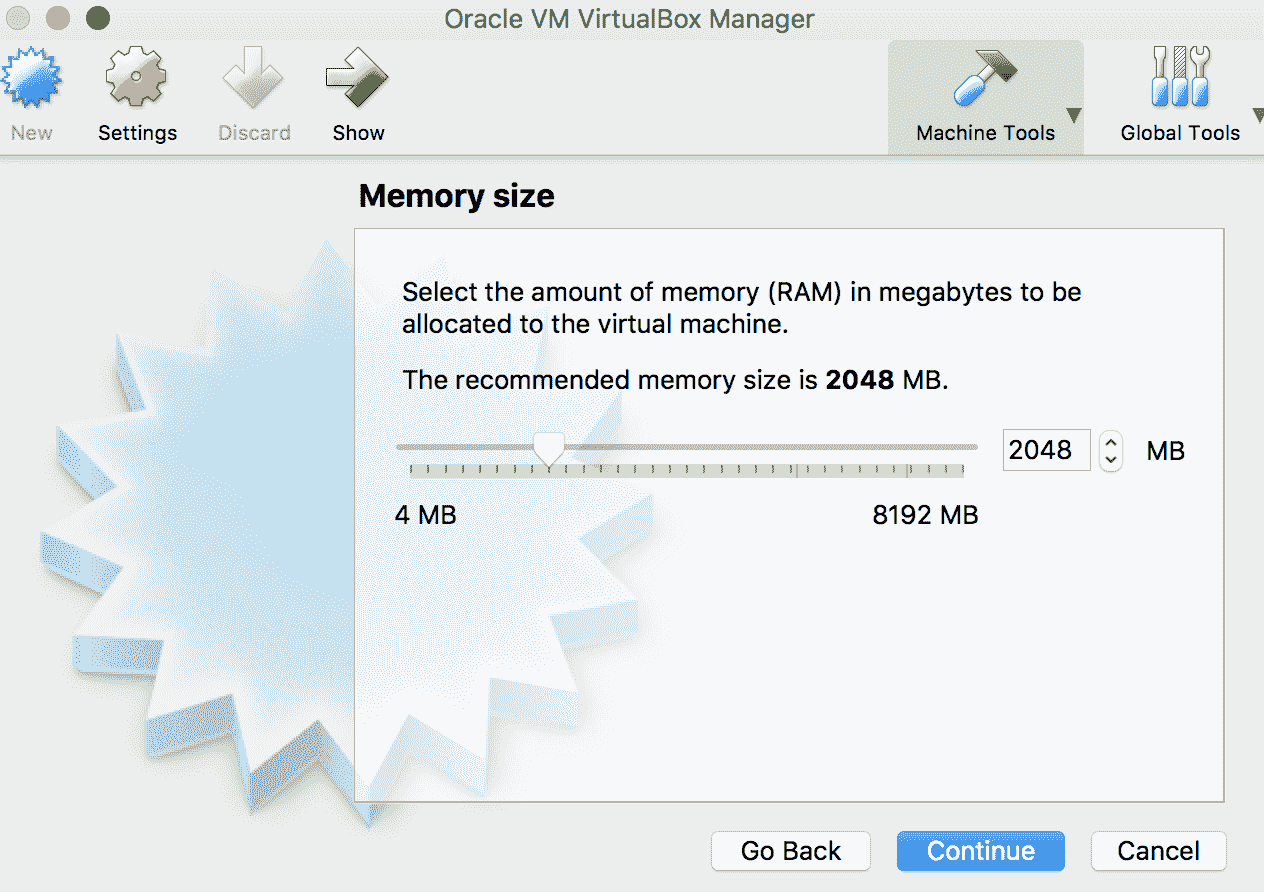 Oracle VM VirtualBox Manager
New
Settings
Discard
Show
Machine Tools
Global Tools
Memory size
Select the amount of memory (RAM) in megabytes to be
allocated to the virtual machine.
The recommended memory size is 2048 MB.
2048
MB
4 MB
8192 MB
Go Back
Continue
Cancel